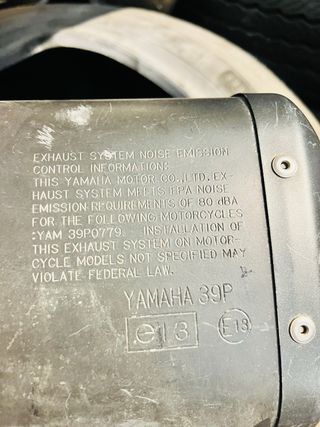 EXHAUST SYSTEM NOISE EMISSION
CONTROL INFORMATION:
THIS YAMAHA MOTOR CO.,LTD. EX-
HAUST SYSTEM MEETS EPA NOISE
EMISSION REQUIREMENTS OF 80 dBA
FOR THE FOLLOWING MOTORCYCLES
:YAM 39P0779. INSTALLATION OF
THIS EXHAUST SYSTEM ON MOTOR-
CYCLE MODELS NOT SPECIFIED MAY
VIOLATE FEDERAL LAW.
YAMAHA 39P
e13 E13